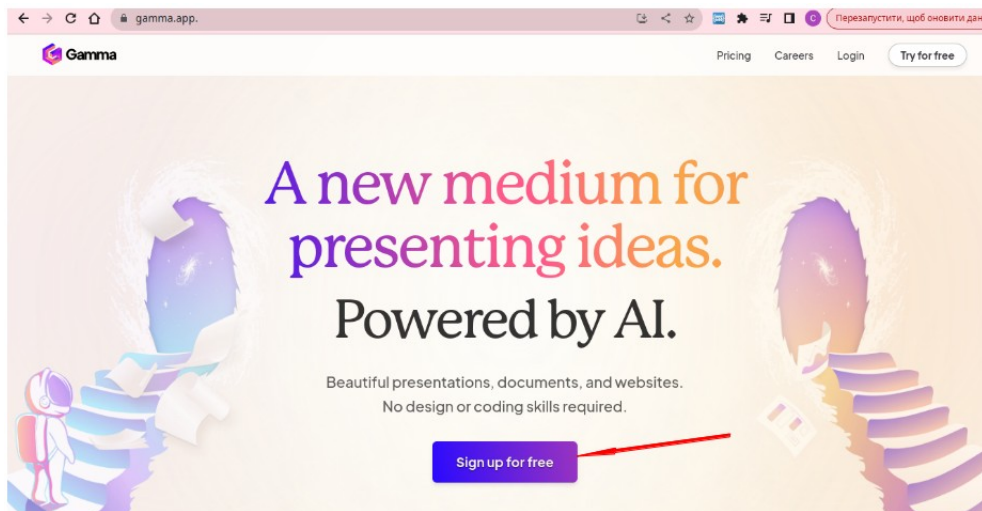 gamma.app.
Перезапустити, щоб оновити дан
Gamma
Pricing
Careers
Login
Try for free
A new medium for
presenting ideas.
Powered by AI.
Beautiful presentations, documents, and websites.
No design or coding skills required.
Sign up for free